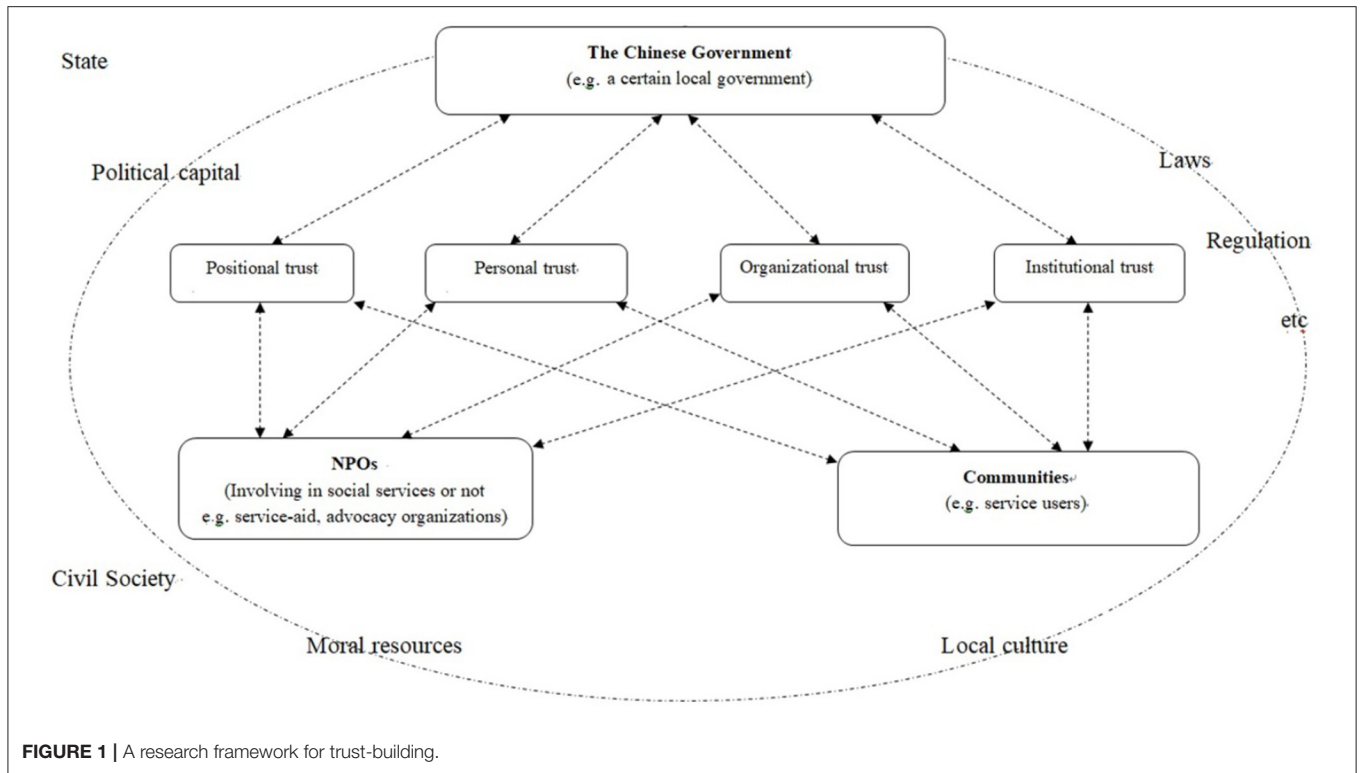 State
The Chinese Government
(e.g. a certain local government)
Political capital
Laws
Regulation
etc
Positional trust
Personal trust
Organizational trust
Institutional trust
NPOs
(Involving in social services or not
e.g. service-aid, advocacy organizations)
Communities
(e.g. service users)
Civil Society
Moral resources
Local culture
FIGURE 1 | A research framework for trust-building.